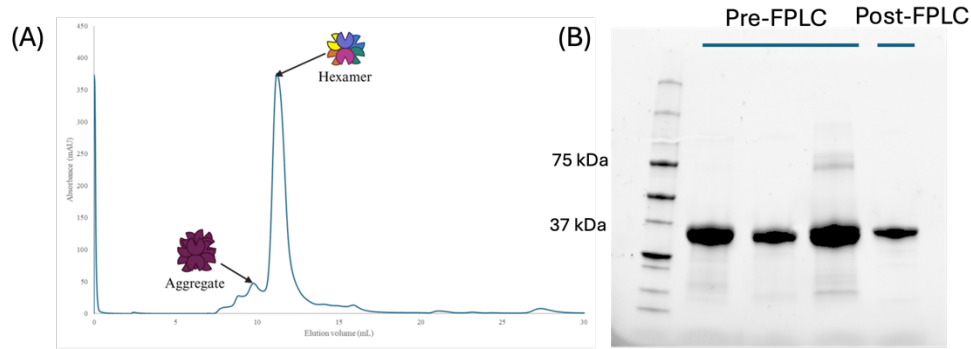 (A)
450
400
350
300
250
200
150
100
50
0
Absorbance (mAU)
Hexamer
Aggregate
0 5 10 15 20 25 30
Elution volume (mL)
(B)
Pre-FPLC Post-FPLC
75 kDa
37 kDa